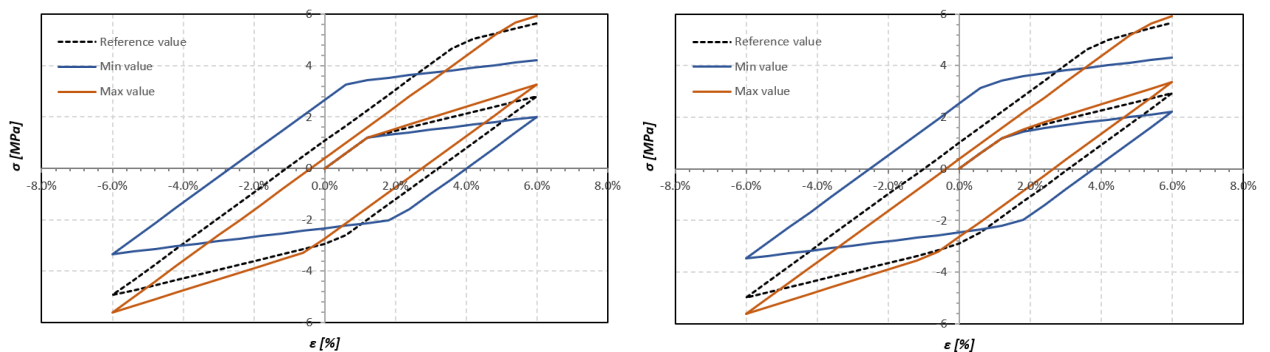 6
Reference value
4
Min value
Max value
2
σ [MPa]
0
-8.0% -6.0% -4.0% -2.0% 0.0% 2.0% 4.0% 6.0% 8.0%
-2
-4
6
ε [%]
6
Reference value
4
Min value
Max value
2
σ [MPa]
0
-8.0% -6.0% -4.0% -2.0% 0.0% 2.0% 4.0% 6.0% 8.0%
-2
-4
6
ε [%]